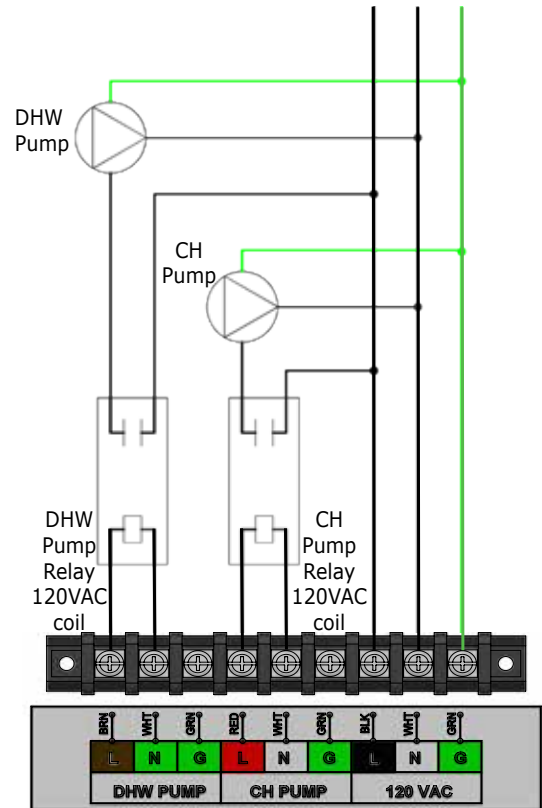 DHW
Pump
CH
Pump
DHW
Pump
Relay
120VAC
coil
CH
Pump
Relay
120VAC
coil
BRN WHT GRN RED WHT GRN BLK WHT GRN
L N G L N G L N G
DHW PUMP CH PUMP 120 VAC